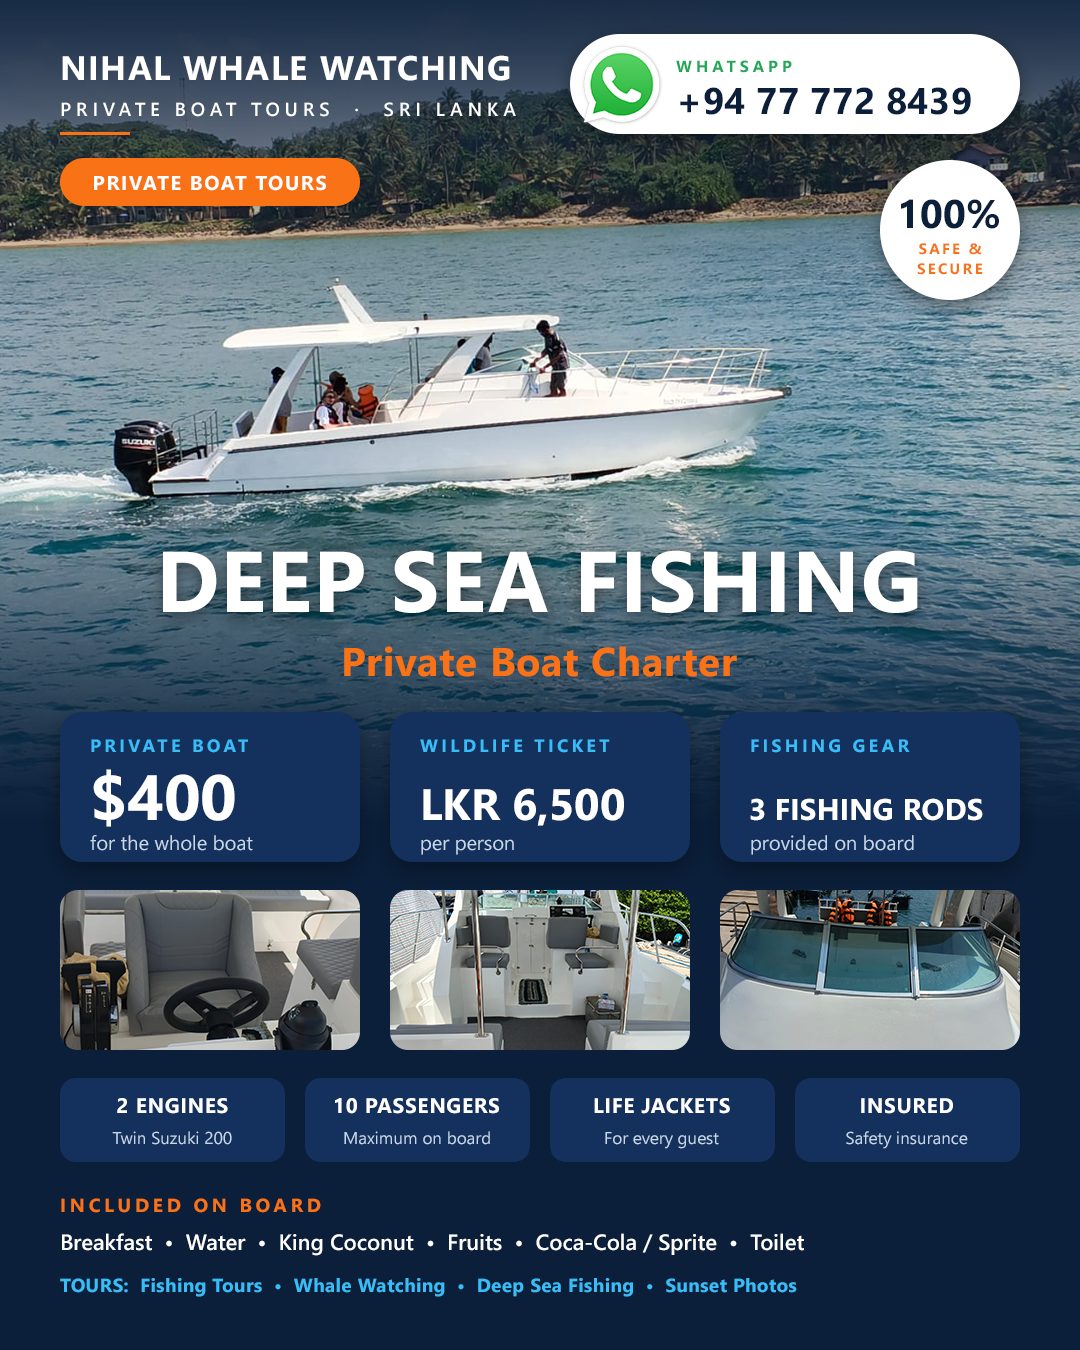 NIHAL WHALE WATCHING
PRIVATE BOAT TOURS · SRI LANKA
WHATSAPP
+94 77 772 8439
PRIVATE BOAT TOURS
100%
SAFE &
SECURE
SUZUKI
DEEP SEA FISHING
Private Boat Charter
PRIVATE BOAT
$400
for the whole boat
WILDLIFE TICKET
LKR 6,500
per person
FISHING GEAR
3 FISHING RODS
provided on board
2 ENGINES
Twin Suzuki 200
10 PASSENGERS
Maximum on board
LIFE JACKETS
For every guest
INSURED
Safety insurance
INCLUDED ON BOARD
Breakfast • Water • King Coconut • Fruits • Coca-Cola / Sprite • Toilet
TOURS: Fishing Tours • Whale Watching • Deep Sea Fishing • Sunset Photos